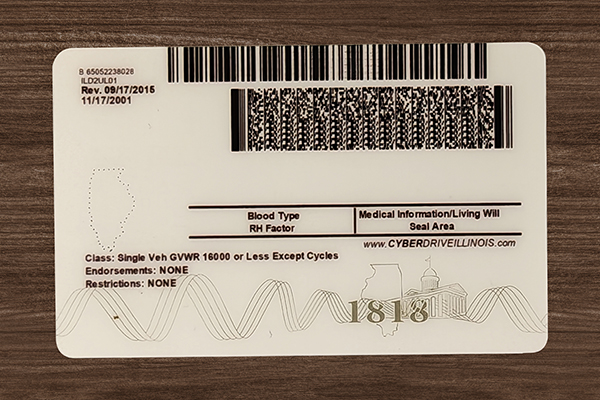 B 65052238028
ILD2UL01
Rev. 09/17/2015
11/17/2001
Blood Type
RH Factor
Medical Information/Living Will
Seal Area
www.CYBERDRIVEILLINOIS.com
Class: Single Veh GVWR 16000 or Less Except Cycles
Endorsements: NONE
Restrictions: NONE
1818